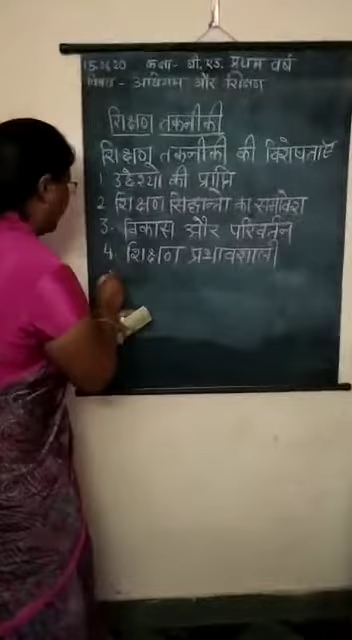 15.06.20 कक्षा- बी. एड. प्रथम वर्ष
विषय - अधिगम और शिक्षण
शिक्षण तकनीकी
शिक्षण तकनीकी की विशेषताएँ
1 उद्देश्यो की प्राप्ति
2 शिक्षण सिद्धान्तो का समावेश
3. विकास और परिवर्तन
4. शिक्षण प्रभावशाली